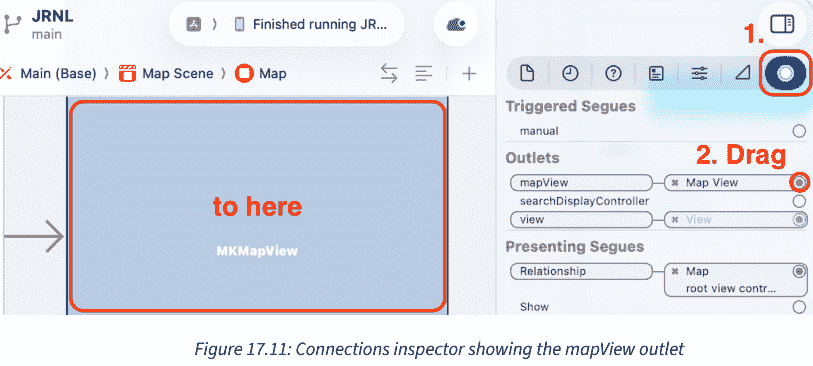 JRNL
main
Finished running JR...
1.
Main (Base) 〉 Map Scene 〉 Map
Triggered Segues
manual
Outlets
2. Drag
mapView
Map View
searchDisplayController
view
View
to here
MKMapView
Presenting Segues
Relationship
Map
root view contr...
Show
Figure 17.11: Connections inspector showing the mapView outlet